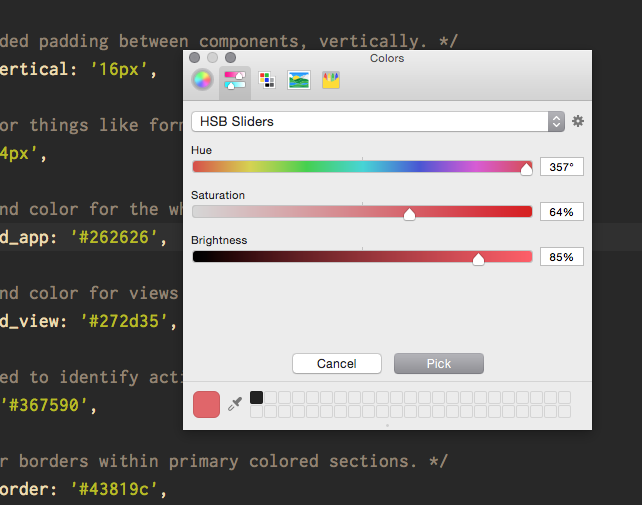 ded padding between components, vertically. */
ertical: '16px',
or things like for
4px',
nd color for the w
d_app: '#262626',
nd color for views
d_view: '#272d35',
ed to identify acti
'#367590',
r borders within primary colored sections. */
order: '#43819c',
Colors
HSB Sliders
Hue
357°
Saturation
64%
Brightness
85%
Cancel
Pick